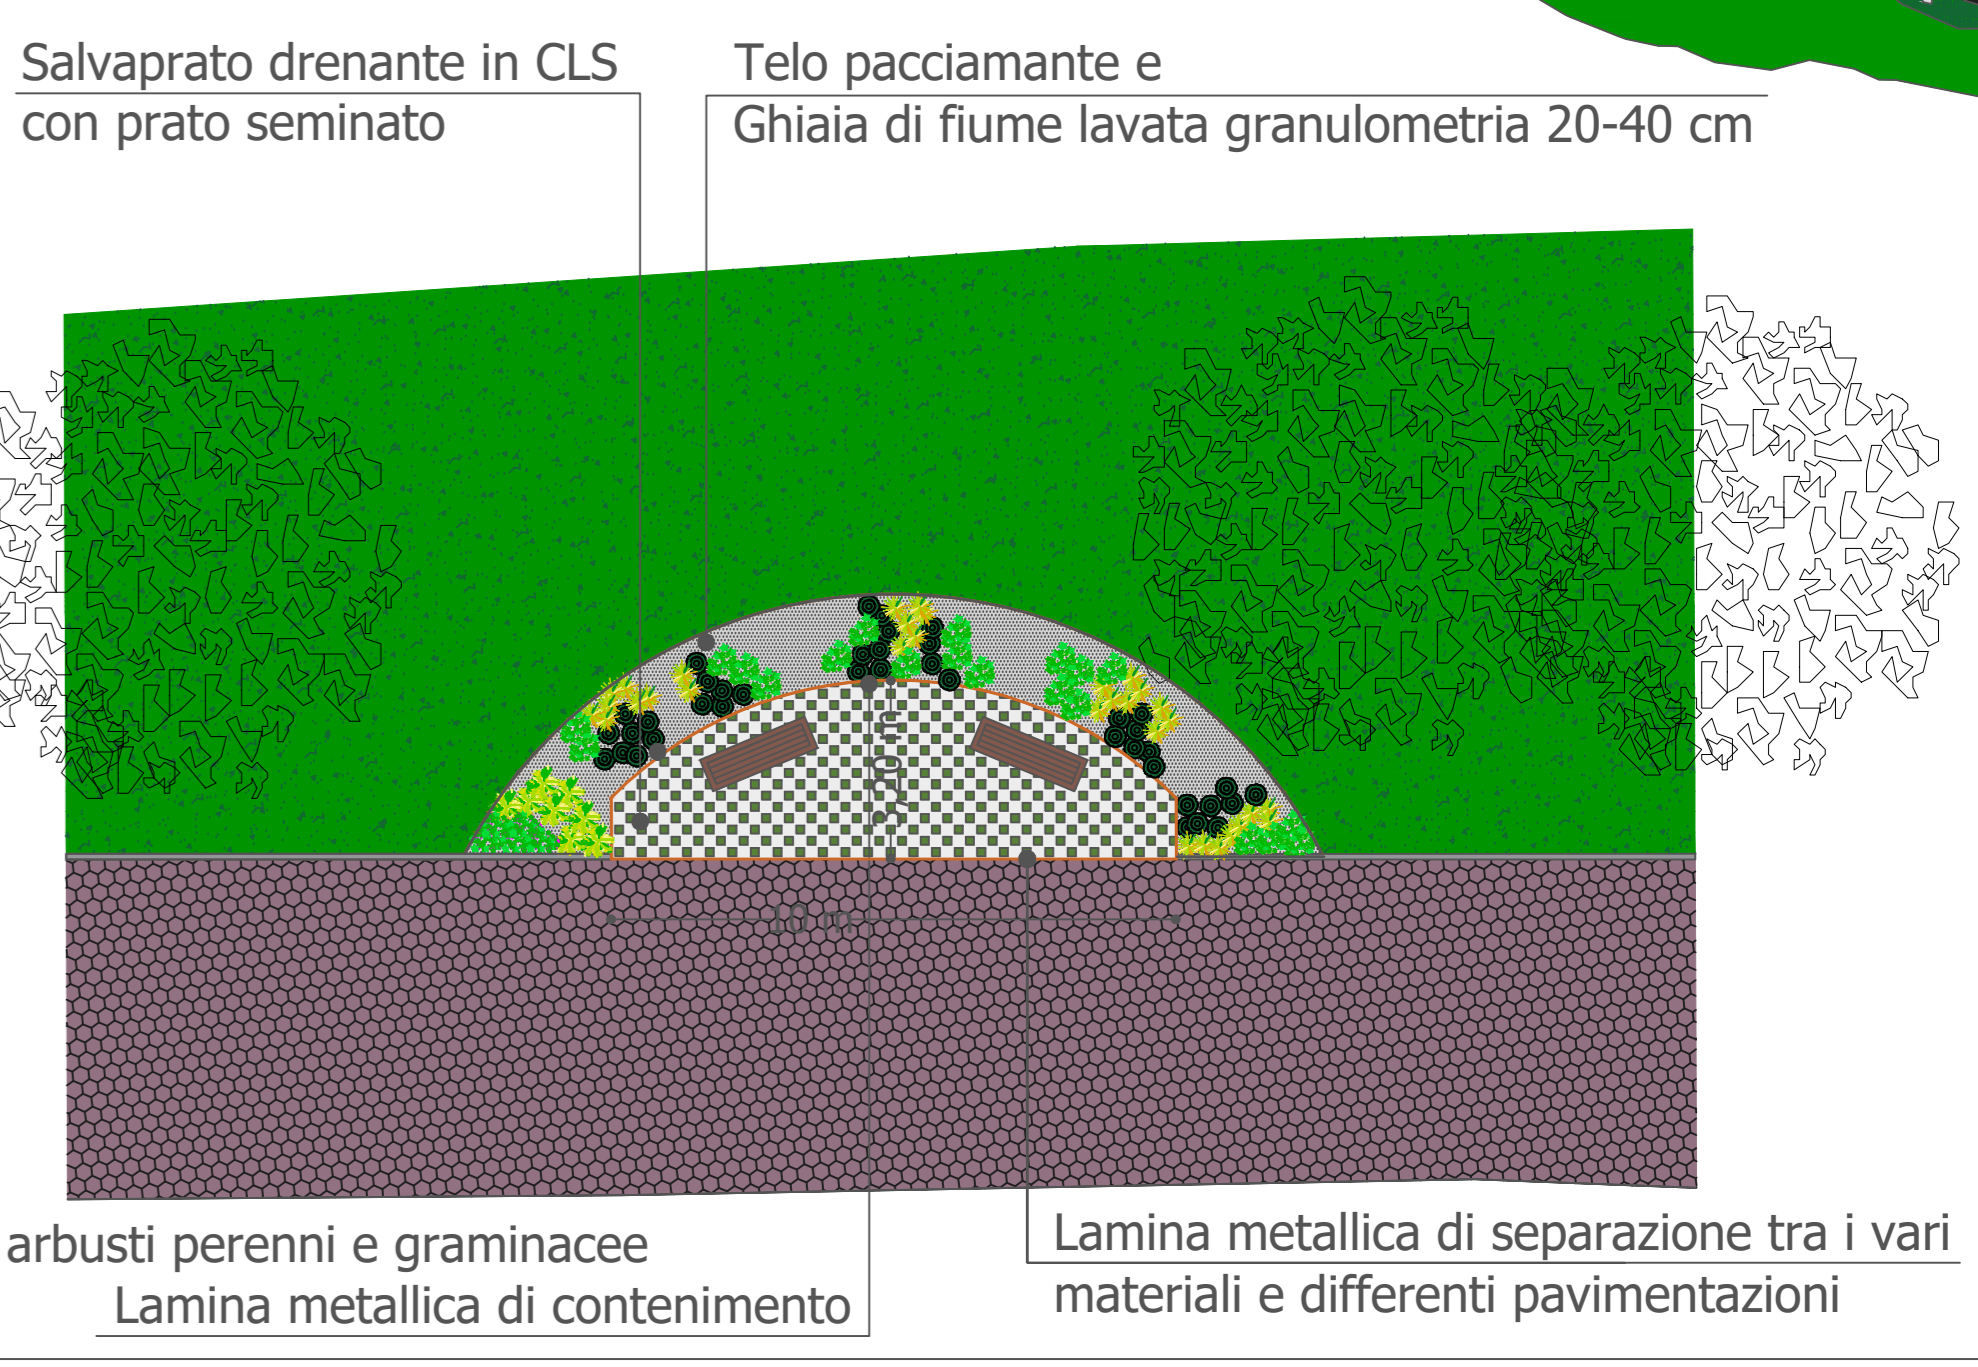 Salvaprato drenante in CLS
con prato seminato
Telo pacciamante e
Ghiaia di fiume lavata granulometria 20-40 cm
3,20 m
10 m
arbusti perenni e graminacee
Lamina metallica di contenimento
Lamina metallica di separazione tra i vari
materiali e differenti pavimentazioni